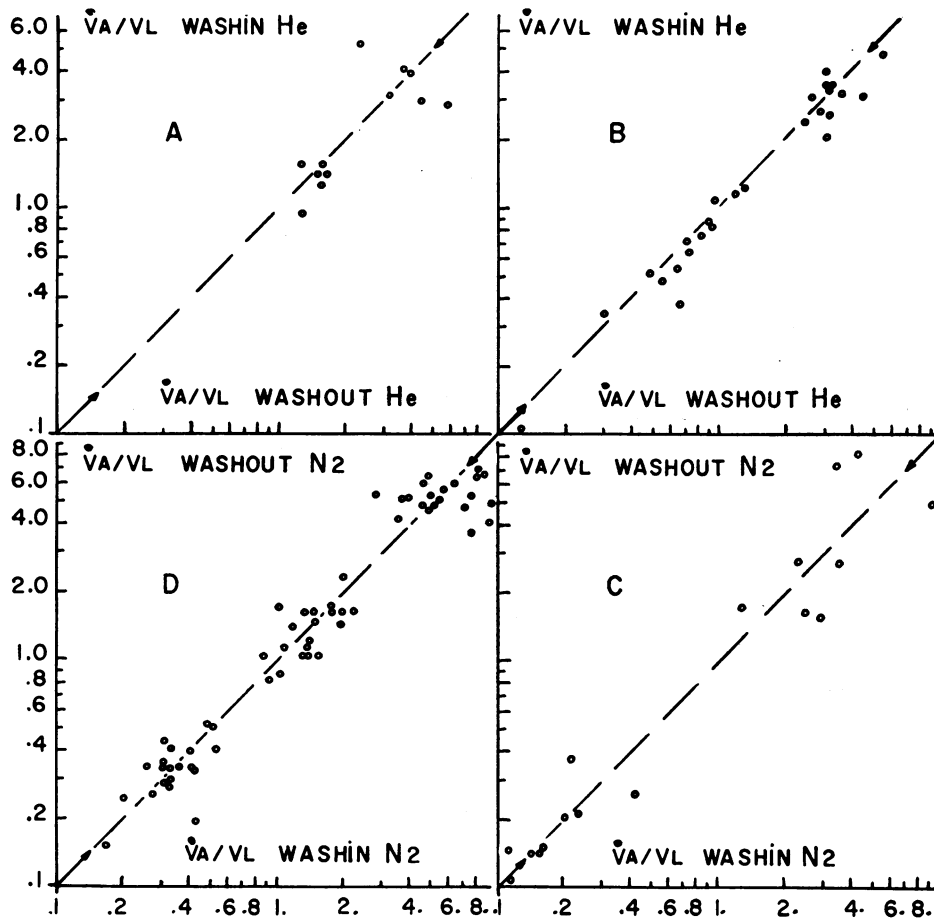 V̇A/VL WASHiN He
V̇A/VL WASHiN He
6.0
4.0
A
B
2.0
1.0
.8
.6
.4
.2
V̇A/VL WASHOUT He
V̇A/VL WASHOUT He
.1
8.0
V̇A/VL WASHOUT N2
V̇A/VL WASHOUT N2
6.0
4.0
D
C
2.0
1.0
.8
.6
.4
.2
V̇A/VL WASHiN N2
V̇A/VL WASHiN N2
.1
.1 .2 .4 .6 .8 1. 2. 4. 6. 8. .1 .2 .4 .6 .8 1. 2. 4. 6. 8.